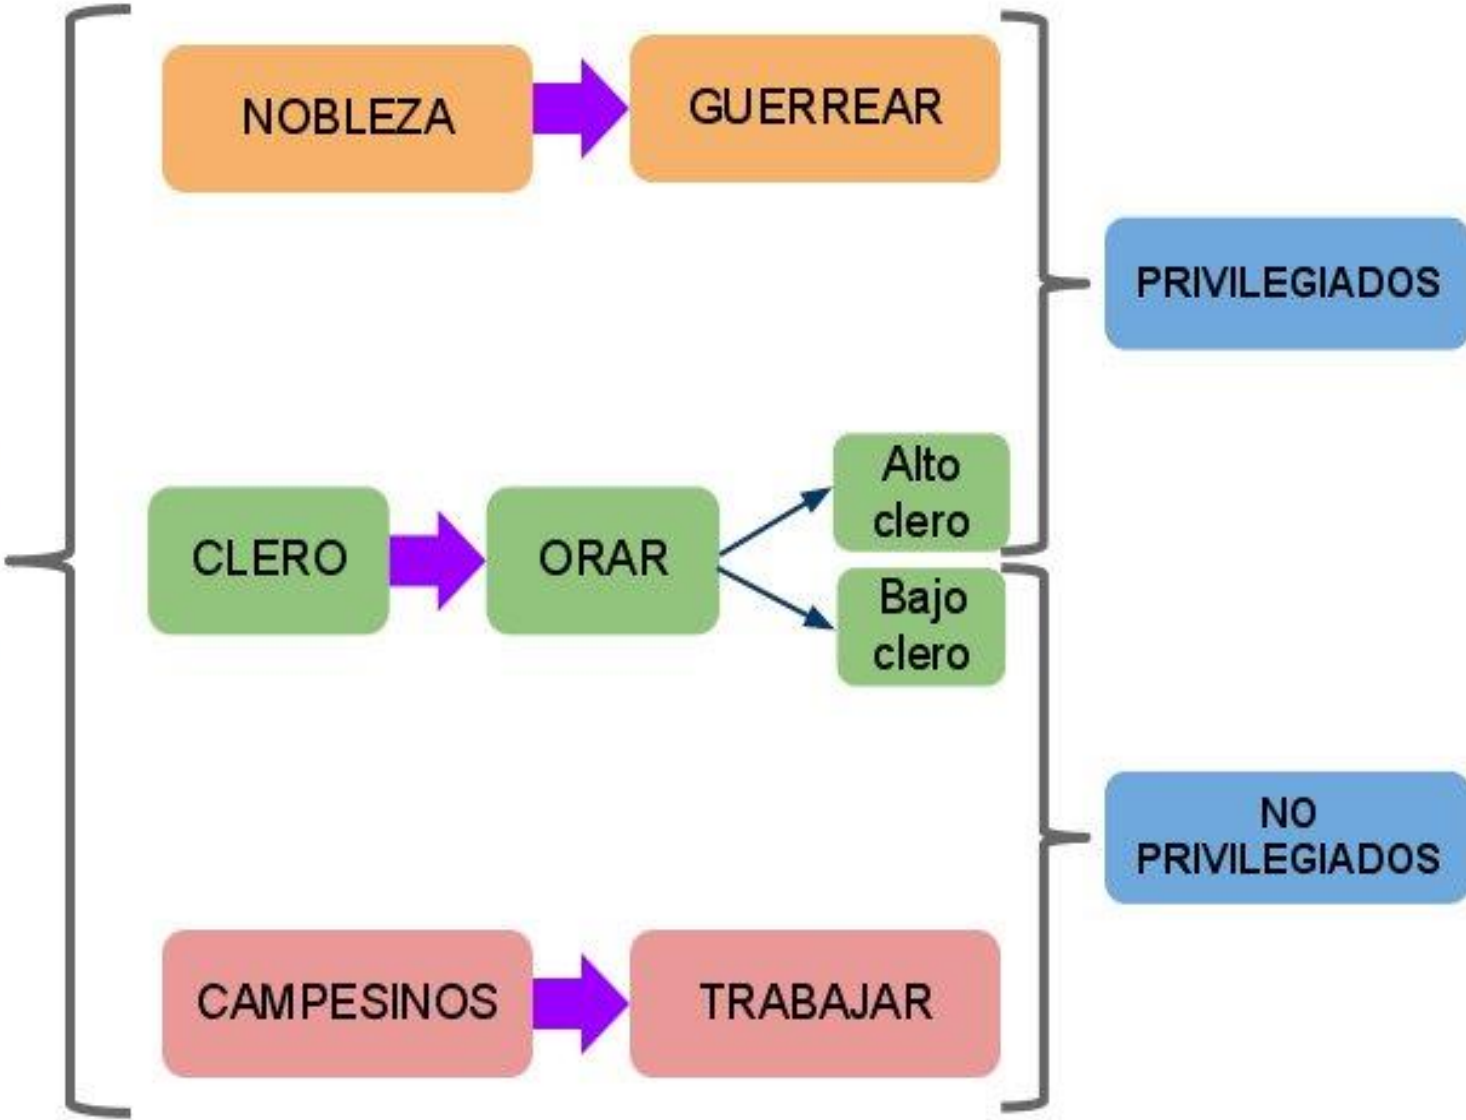 NOBLEZA
GUERREAR
PRIVILEGIADOS
CLERO
ORAR
Alto
clero
Bajo
clero
NO
PRIVILEGIADOS
CAMPESINOS
TRABAJAR